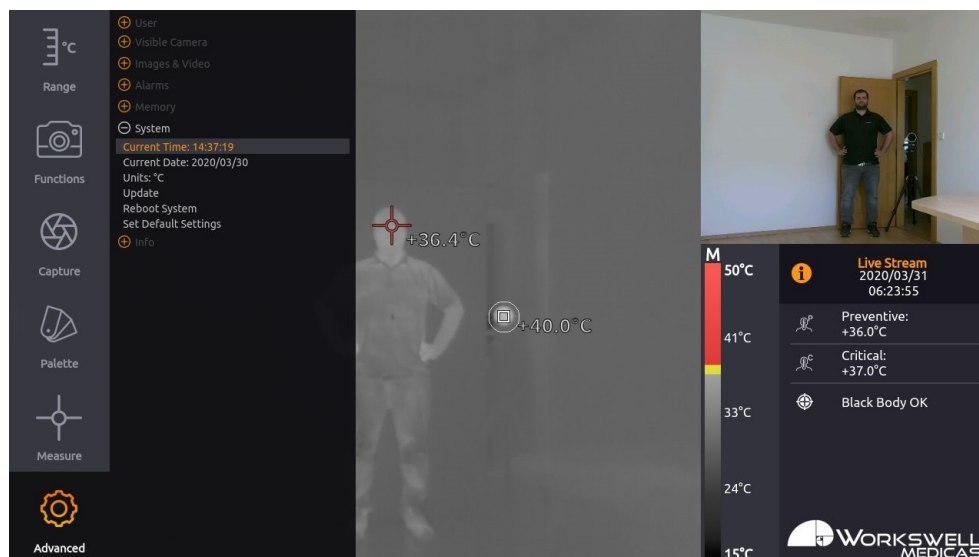 °C
Range
Functions
Capture
Palette
Measure
Advanced
User
Visible Camera
Images & Video
Alarms
Memory
System
Current Time: 14:37:19
Current Date: 2020/03/30
Units: °C
Update
Reboot System
Set Default Settings
Info
+36.4°C
+40.0°C
M
50°C
41°C
33°C
24°C
15°C
Live Stream
2020/03/31
06:23:55
Preventive:
+36.0°C
Critical:
+37.0°C
Black Body OK
WORKSWELL
MEDICAS